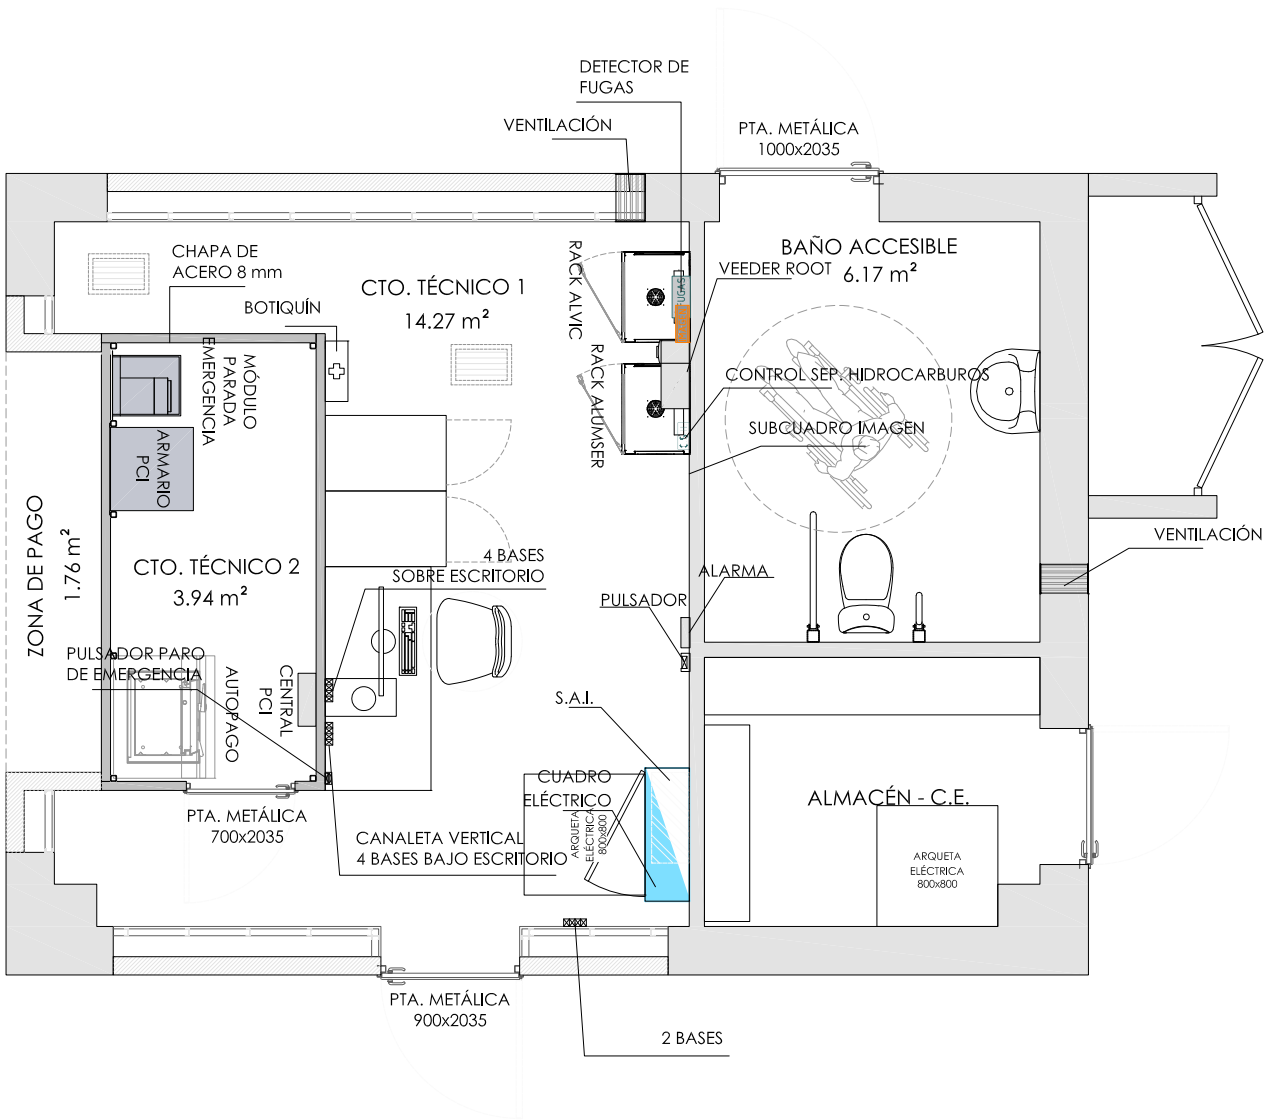 DETECTOR DE
FUGAS
VENTILACIÓN
PTA. METÁLICA
1000x2035
CHAPA DE
ACERO 8 mm
BOTIQUÍN
CTO. TÉCNICO 1
14.27 m²
RACK ALVIC
RACK ALUMSER
FUGAS
BAÑO ACCESIBLE
6.17 m²
VEEDER ROOT
CONTROL SEP. HIDROCARBUROS
SUBCUADRO IMAGEN
MÓDULO
PARADA
EMERGENCIA
ARMARIO
PCI
ZONA DE PAGO
1.76 m²
CTO. TÉCNICO 2
3.94 m²
4 BASES
SOBRE ESCRITORIO
ALARMA
PULSADOR
VENTILACIÓN
PULSADOR PARO
DE EMERGENCIA
AUTOPAGO
CENTRAL
PCI
S.A.I.
CUADRO
ELÉCTRICO
ARQUETA
ELÉCTRICA
800x800
PTA. METÁLICA
700x2035
CANALETA VERTICAL
4 BASES BAJO ESCRITORIO
ALMACÉN - C.E.
ARQUETA
ELÉCTRICA
800x800
PTA. METÁLICA
900x2035
2 BASES